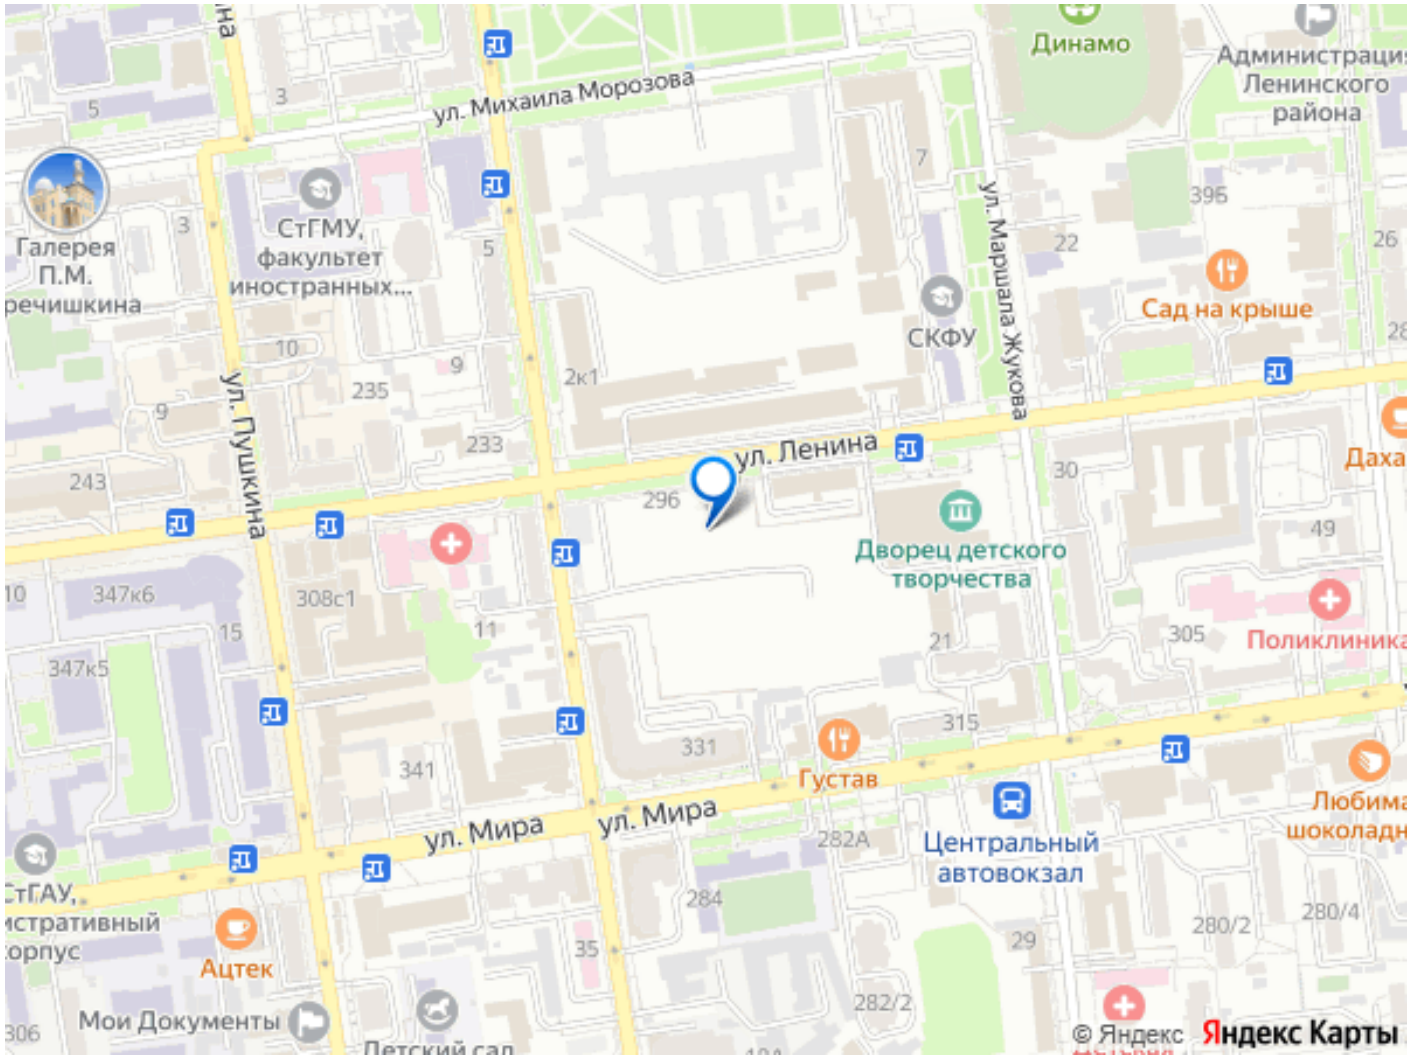 ул. Михаила Морозова
Динамо
Администрация
Ленинского
района
5
3
7
39Б
Галерея
П.М.
речишкина
3
СтГМУ,
факультет
иностранных...
5
ул. Маршала Жукова
22
26
Сад на крыше
СКФУ
10
9
2к1
235
28
9
ул. Пушкина
233
ул. Ленина
Даха
243
296
30
49
Дворец детского
творчества
10
347к6
308с1
15
11
21
305
Поликлиника
347к5
331
315
341
Густав
ул. Мира
ул. Мира
282А
Центральный
автовокзал
Любима
шоколадн
СтГАУ,
истративный
орпус
284
280/2
280/4
Ацтек
35
29
Мои Документы
282/2
306
Детский сад
© Яндекс
Яндекс Карты